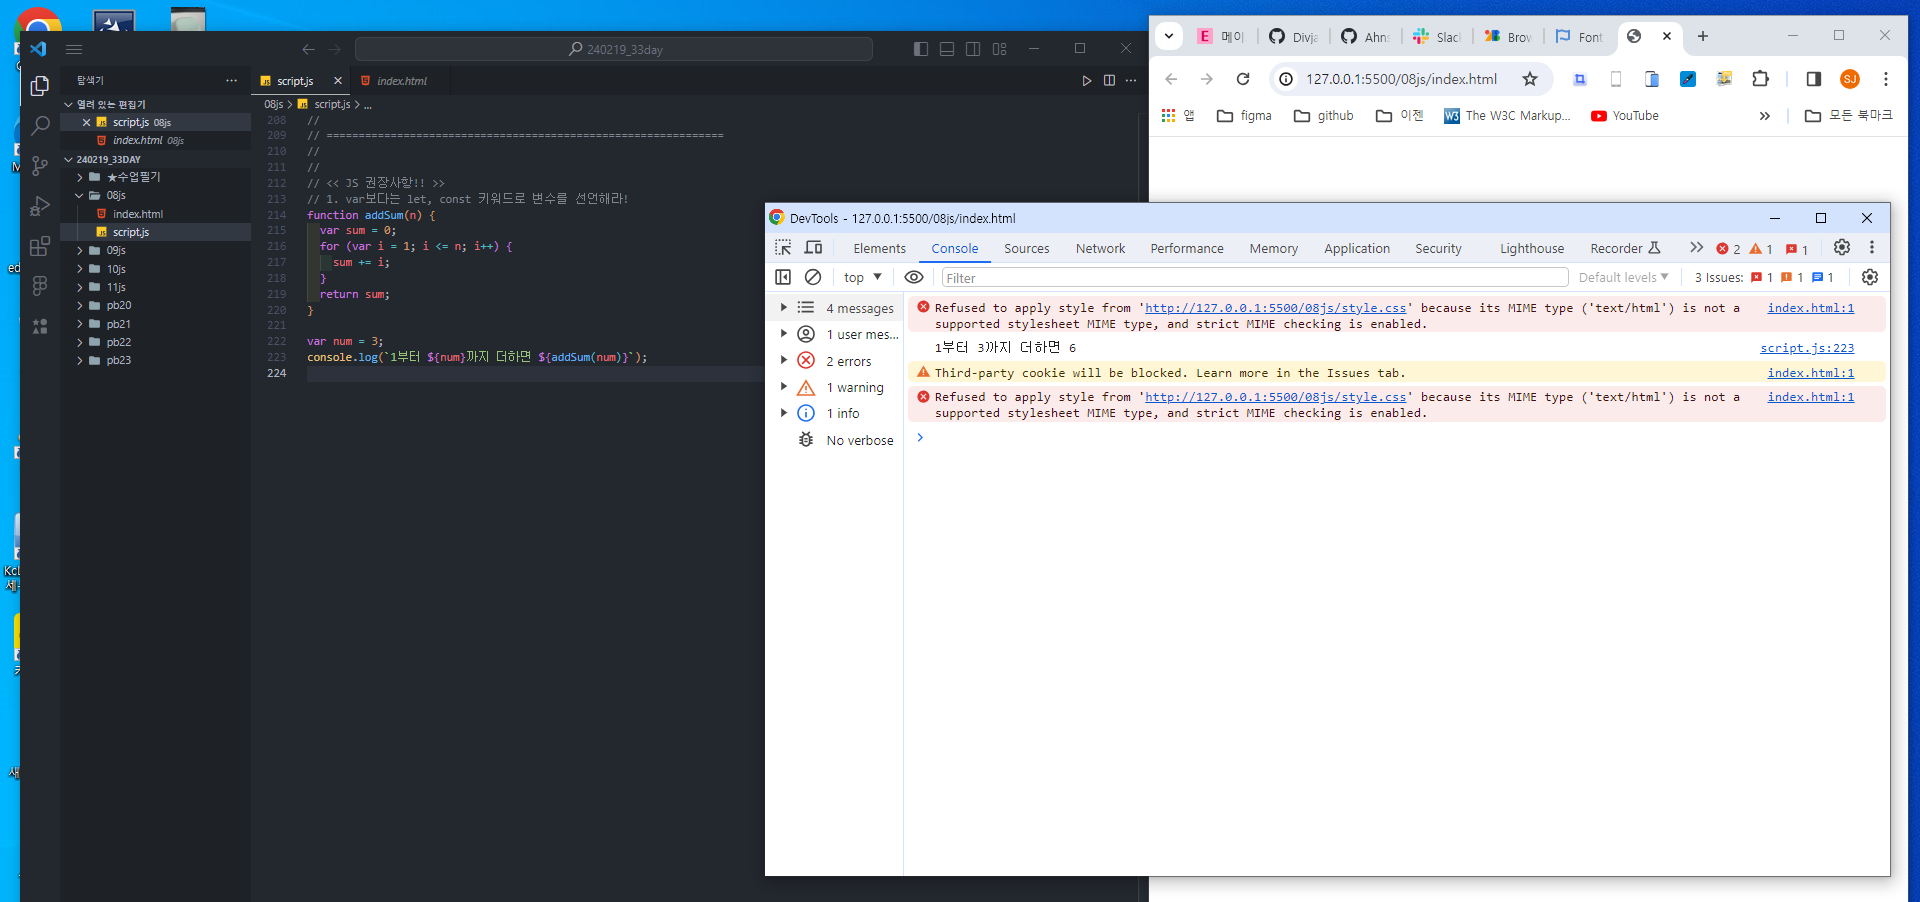 240219_33day
탐색기
열려 있는 편집기
script.js 08js
index.html 08js
240219_33DAY
★수업필기
08js
index.html
script.js
09js
10js
11js
pb20
pb21
pb22
pb23
script.js
index.html
08js > script.js > ...
208 //
209 // ==============================================================
210 //
211 //
212 // << JS 권장사항!! >>
213 // 1. var보다는 let, const 키워드로 변수를 선언해라!
214 function addSum(n) {
215 var sum = 0;
216 for (var i = 1; i <= n; i++) {
217 sum += i;
218 }
219 return sum;
220 }
221
222 var num = 3;
223 console.log(`1부터 ${num}까지 더하면 ${addSum(num)}`);
224
E 메이
Divja
Ahn
Slac
Brow
Font
127.0.0.1:5500/08js/index.html
SJ
앱
figma
github
이젠
W3 The W3C Markup...
YouTube
모든 북마크
DevTools - 127.0.0.1:5500/08js/index.html
Elements Console Sources Network Performance Memory Application Security Lighthouse Recorder 2 1 1
top Filter Default levels 3 Issues: 1 1 1
4 messages
1 user mes...
2 errors
1 warning
1 info
No verbose
Refused to apply style from 'http://127.0.0.1:5500/08js/style.css' because its MIME type ('text/html') is not a index.html:1
supported stylesheet MIME type, and strict MIME checking is enabled.
1부터 3까지 더하면 6 script.js:223
Third-party cookie will be blocked. Learn more in the Issues tab. index.html:1
Refused to apply style from 'http://127.0.0.1:5500/08js/style.css' because its MIME type ('text/html') is not a index.html:1
supported stylesheet MIME type, and strict MIME checking is enabled.